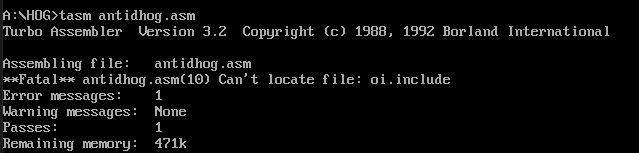 A:\HOG>tasm antidhog.asm
Turbo Assembler  Version 3.2  Copyright (c) 1988, 1992 Borland International

Assembling file:   antidhog.asm
**Fatal** antidhog.asm(10) Can't locate file: oi.include
Error messages:    1
Warning messages:  None
Passes:            1
Remaining memory:  471k